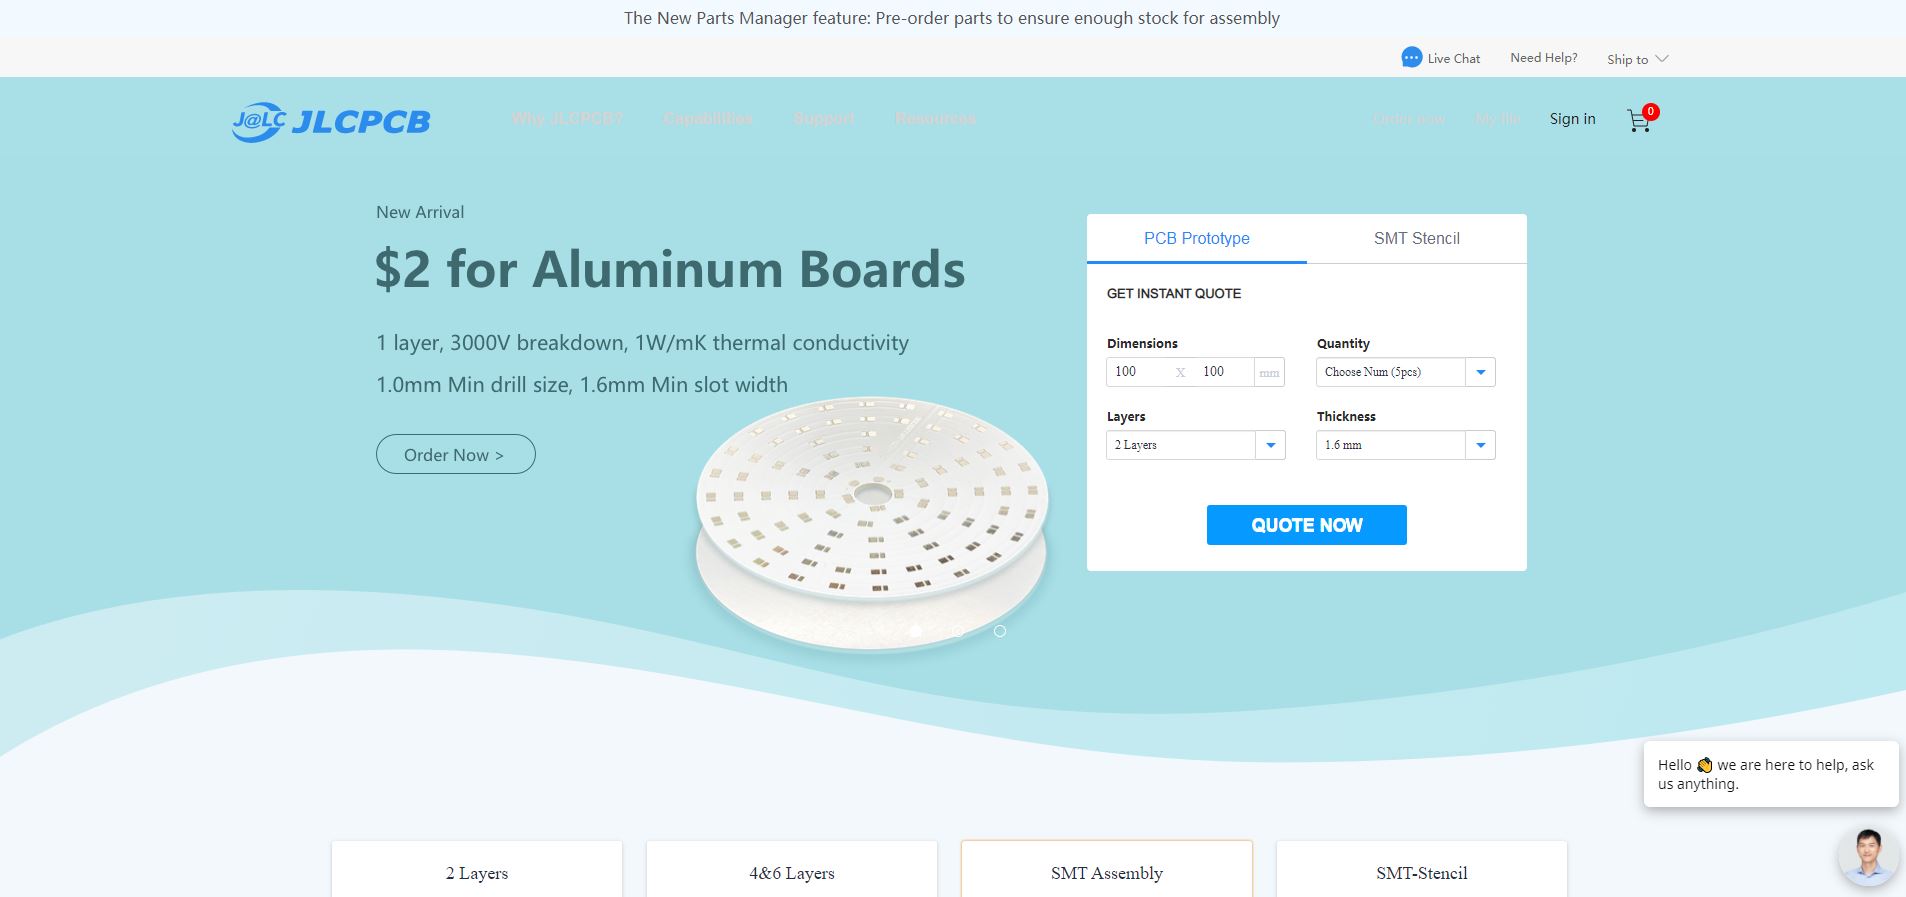 The New Parts Manager feature: Pre-order parts to ensure enough stock for assembly
Live Chat
Need Help?
Ship to
J@LC JLCPCB
Why JLCPCB?
Capabilities
Support
Resources
Order now
My file
Sign in
0
New Arrival
$2 for Aluminum Boards
1 layer, 3000V breakdown, 1W/mK thermal conductivity
1.0mm Min drill size, 1.6mm Min slot width
Order Now >
PCB Prototype
SMT Stencil
GET INSTANT QUOTE
Dimensions
Quantity
100 X 100 mm
Choose Num (5pcs)
Layers
Thickness
2 Layers
1.6 mm
QUOTE NOW
Hello 👏 we are here to help, ask
us anything.
2 Layers
4&6 Layers
SMT Assembly
SMT-Stencil